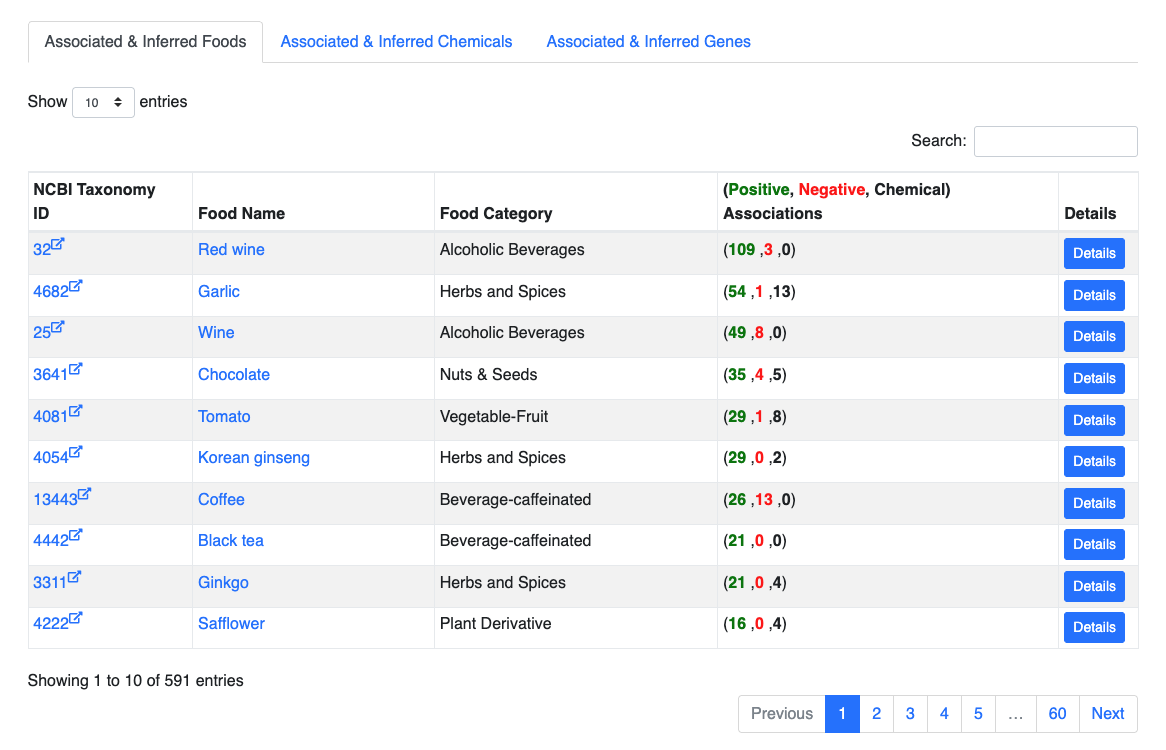 Associated & Inferred Foods Associated & Inferred Chemicals Associated & Inferred Genes
Show 10 entries
Search:
NCBI Taxonomy ID Food Name Food Category (Positive, Negative, Chemical) Associations Details
32 Red wine Alcoholic Beverages (109 ,3 ,0) Details
4682 Garlic Herbs and Spices (54 ,1 ,13) Details
25 Wine Alcoholic Beverages (49 ,8 ,0) Details
3641 Chocolate Nuts & Seeds (35 ,4 ,5) Details
4081 Tomato Vegetable-Fruit (29 ,1 ,8) Details
4054 Korean ginseng Herbs and Spices (29 ,0 ,2) Details
13443 Coffee Beverage-caffeinated (26 ,13 ,0) Details
4442 Black tea Beverage-caffeinated (21 ,0 ,0) Details
3311 Ginkgo Herbs and Spices (21 ,0 ,4) Details
4222 Safflower Plant Derivative (16 ,0 ,4) Details
Showing 1 to 10 of 591 entries
Previous 1 2 3 4 5 … 60 Next